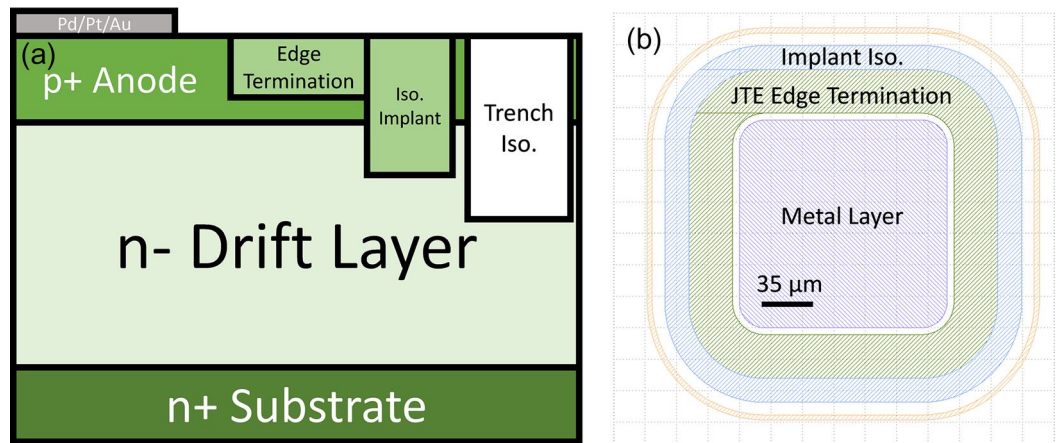 Pd/Pt/Au
(a)
p+ Anode
Edge
Termination
Iso.
Implant
Trench
Iso.
n- Drift Layer
n+ Substrate
(b)
Implant Iso.
JTE Edge Termination
Metal Layer
35 μm